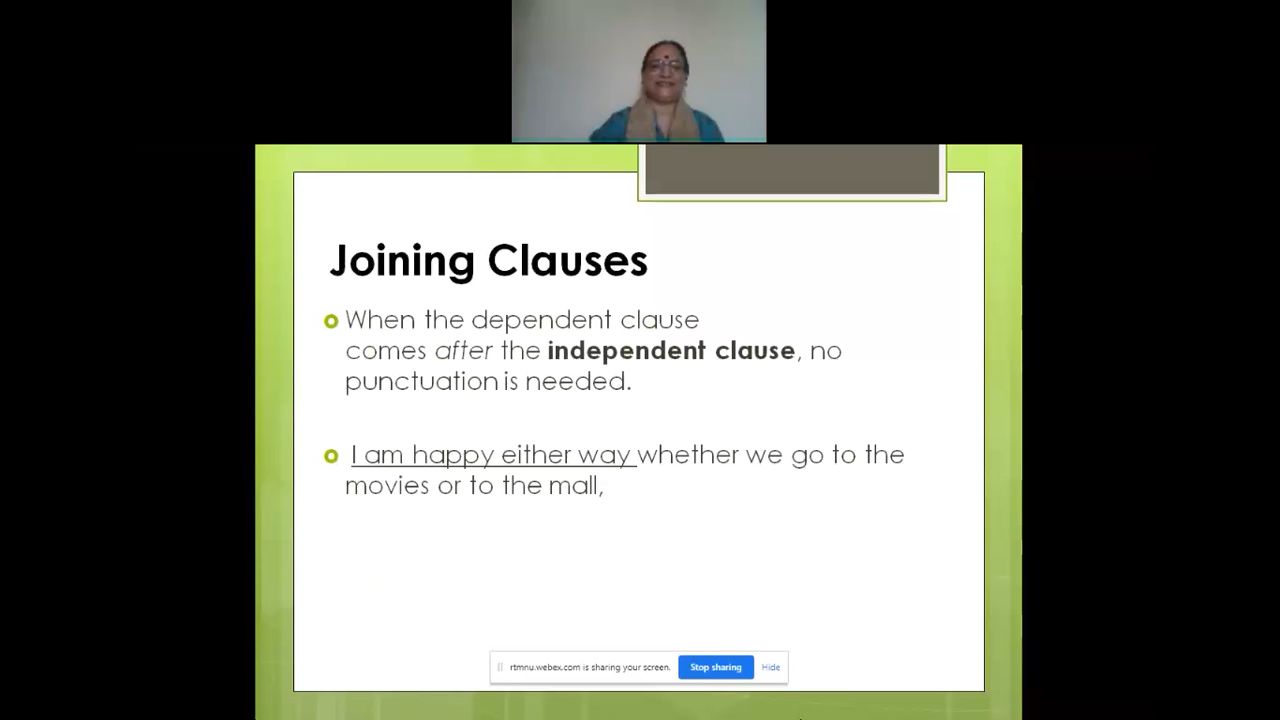 Joining Clauses
When the dependent clause
comes after the independent clause, no
punctuation is needed.
I am happy either way whether we go to the
movies or to the mall,
rtmnu.webex.com is sharing your screen. Stop sharing Hide